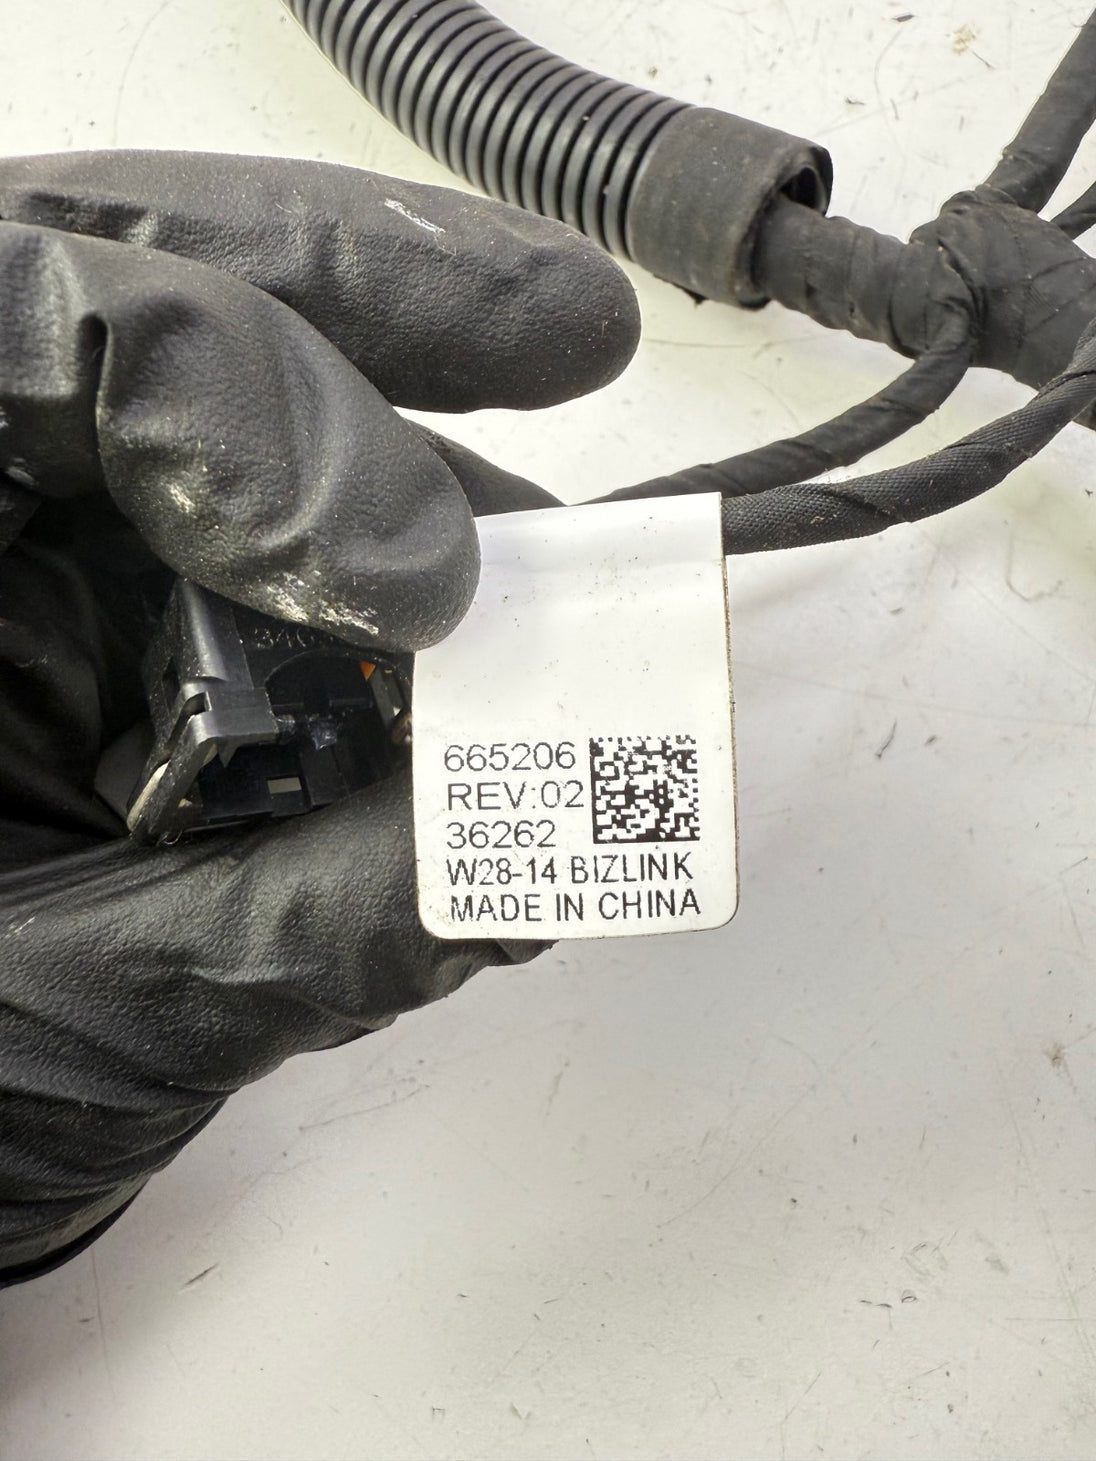 665206
REV:02
36262
W28-14 BIZLINK
MADE IN CHINA